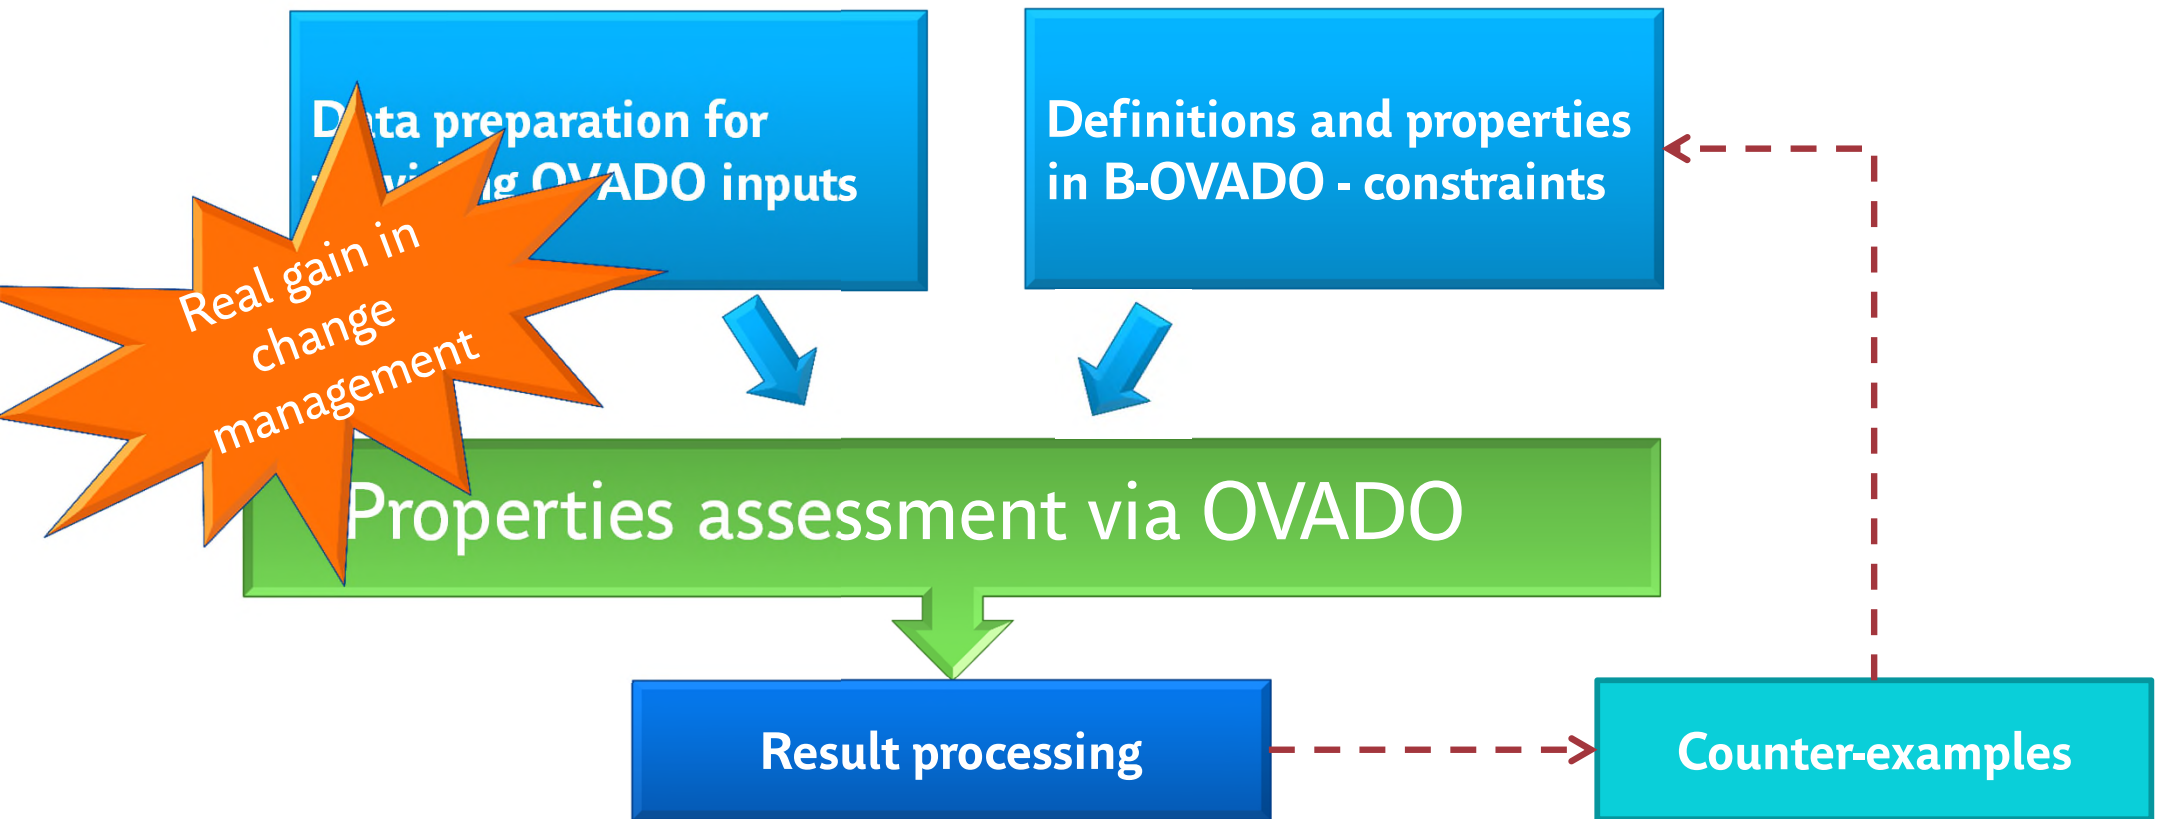 Data preparation for
OVADO inputs
Definitions and properties
in B-OVADO - constraints
Real gain in
change
management
Properties assessment via OVADO
Result processing
Counter-examples